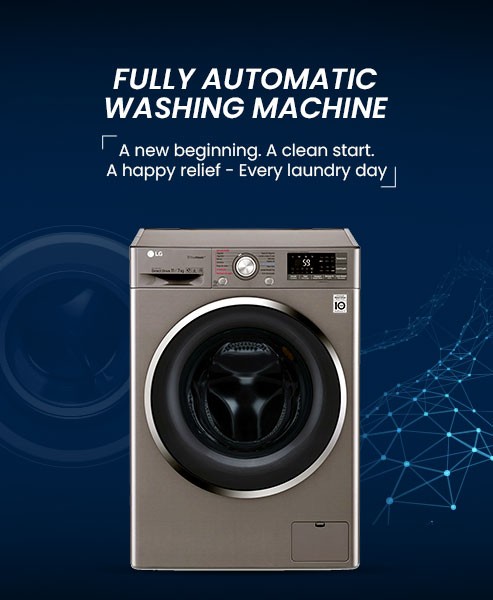 FULLY AUTOMATIC
WASHING MACHINE
A new beginning. A clean start.
A happy relief - Every laundry day
LG